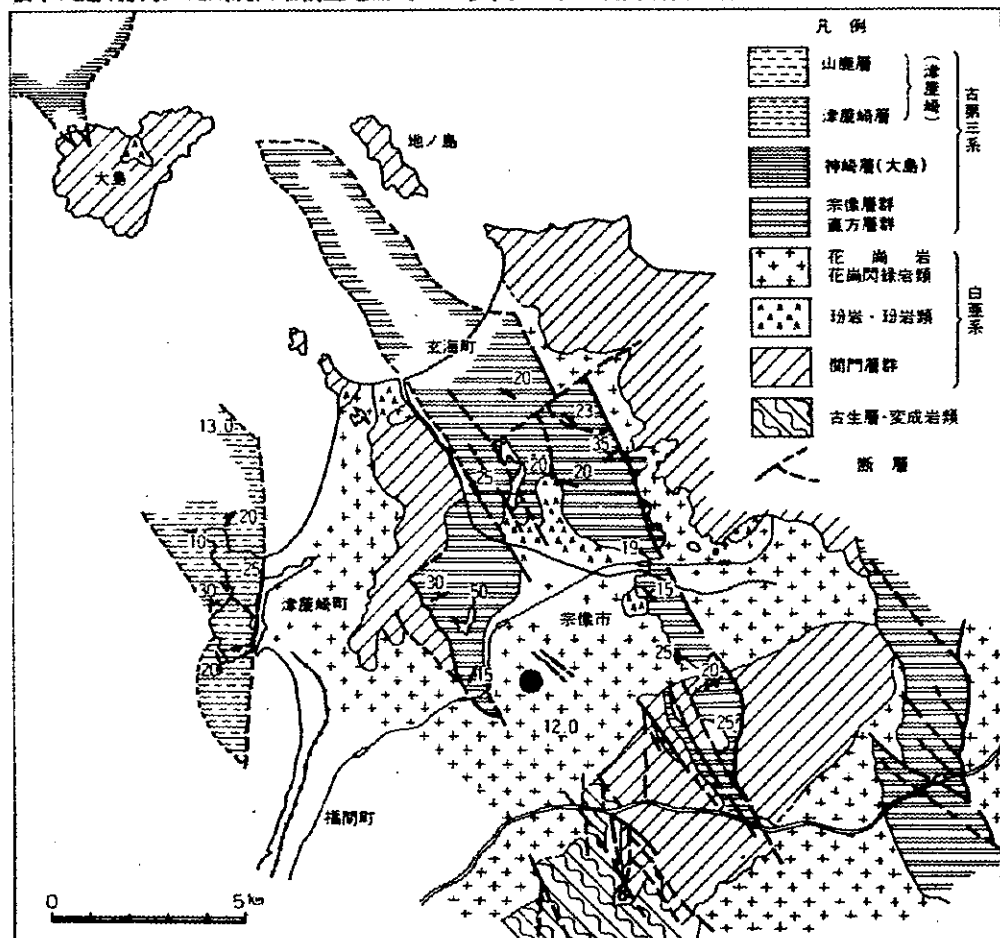 凡例
山鹿層
(津屋崎)
津屋崎層
神崎層(大島)
宗像層群
直方層群
古第三系
花崗岩
花崗閃緑岩類
玢岩・玢岩類
関門層群
白亜系
古生層・変成岩類
断層
大島
地ノ島
玄海町
20
23
35
25
20
20
13.0
20
10
25
30
20
津屋崎町
30
50
19
15
宗像市
25
20
15
25
12.0
福間町
0 5km